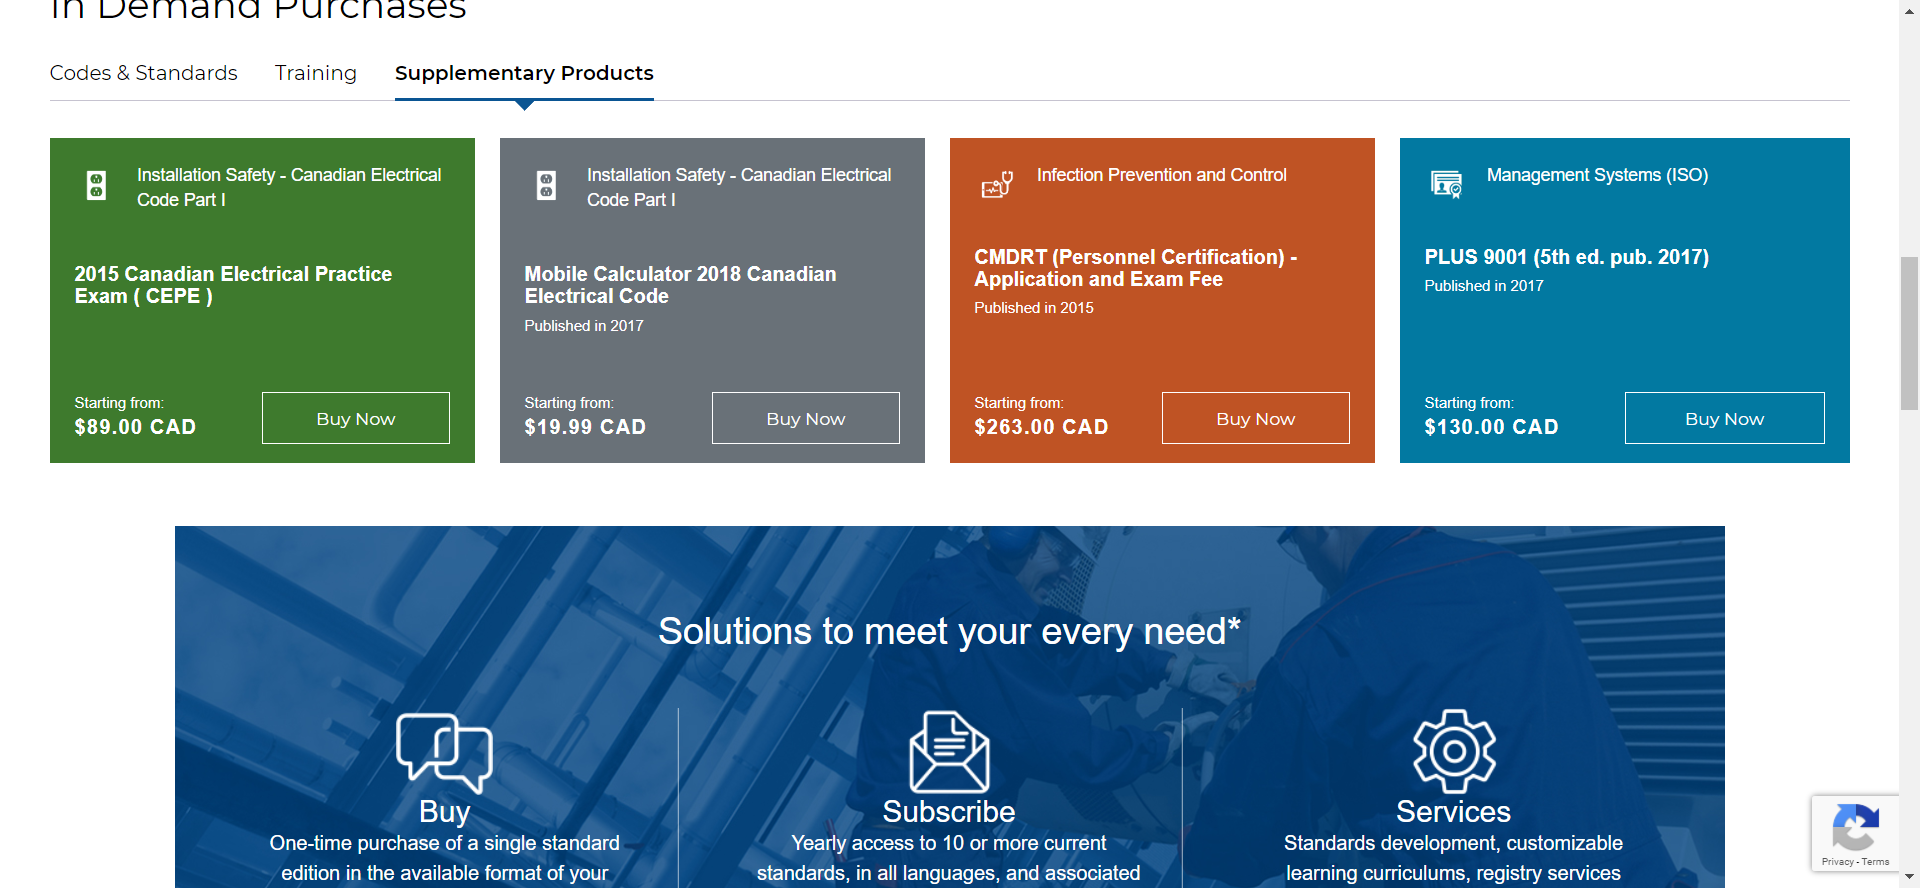 In Demand Purchases
Codes & Standards
Training
Supplementary Products
Installation Safety - Canadian Electrical
Code Part I
2015 Canadian Electrical Practice
Exam ( CEPE )
Starting from:
$89.00 CAD
Buy Now
Installation Safety - Canadian Electrical
Code Part I
Mobile Calculator 2018 Canadian
Electrical Code
Published in 2017
Starting from:
$19.99 CAD
Buy Now
Infection Prevention and Control
CMDRT (Personnel Certification) -
Application and Exam Fee
Published in 2015
Starting from:
$263.00 CAD
Buy Now
Management Systems (ISO)
PLUS 9001 (5th ed. pub. 2017)
Published in 2017
Starting from:
$130.00 CAD
Buy Now
Solutions to meet your every need*
Buy
One-time purchase of a single standard
edition in the available format of your
Subscribe
Yearly access to 10 or more current
standards, in all languages, and associated
Services
Standards development, customizable
learning curriculums, registry services
Privacy - Terms